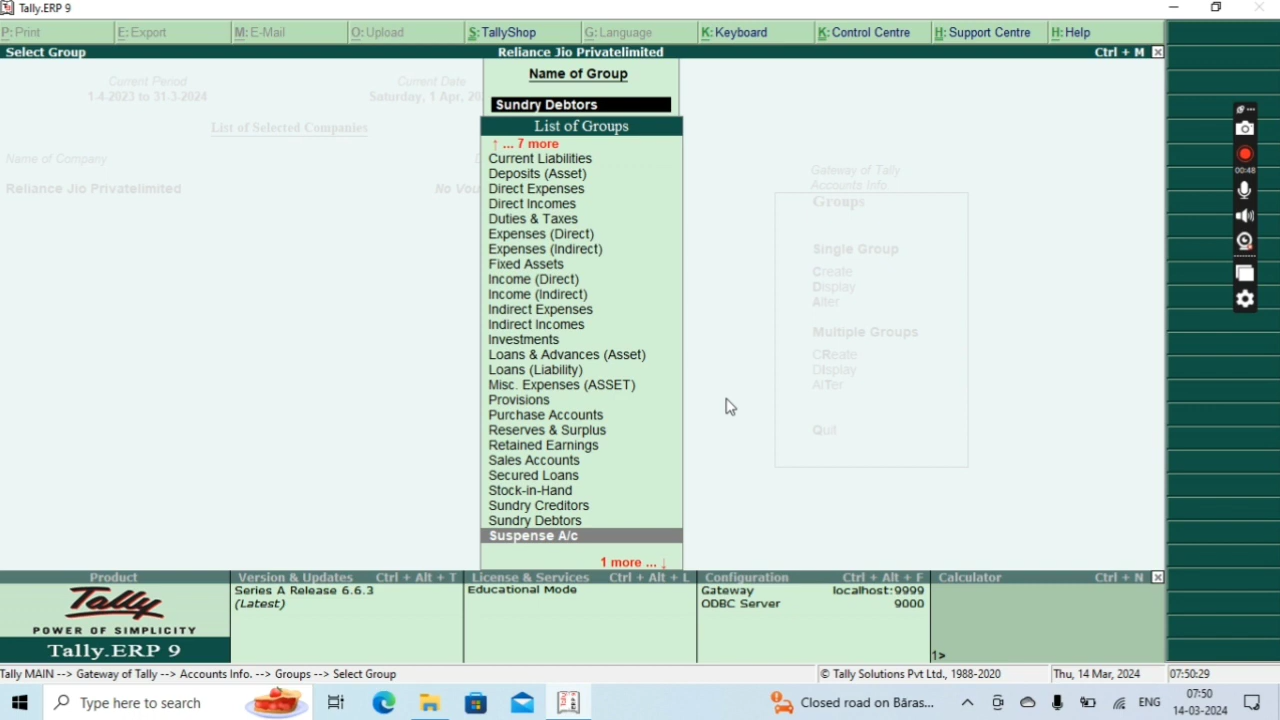 Tally.ERP 9
P: Print
E: Export
M: E-Mail
O: Upload
S: TallyShop
G: Language
K: Keyboard
K: Control Centre
H: Support Centre
H: Help
Select Group
Reliance Jio Privatelimited
Ctrl + M
Current Period
1-4-2023 to 31-3-2024
Current Date
Saturday, 1 Apr, 20
List of Selected Companies
Name of Company
Reliance Jio Privatelimited
No Vou
Name of Group
Sundry Debtors
List of Groups
↑ ... 7 more
Current Liabilities
Deposits (Asset)
Direct Expenses
Direct Incomes
Duties & Taxes
Expenses (Direct)
Expenses (Indirect)
Fixed Assets
Income (Direct)
Income (Indirect)
Indirect Expenses
Indirect Incomes
Investments
Loans & Advances (Asset)
Loans (Liability)
Misc. Expenses (ASSET)
Provisions
Purchase Accounts
Reserves & Surplus
Retained Earnings
Sales Accounts
Secured Loans
Stock-in-Hand
Sundry Creditors
Sundry Debtors
Suspense A/c
1 more ... ↓
Gateway of Tally
Accounts Info
Groups
Single Group
Create
Display
Alter
Multiple Groups
CReate
DIsplay
AlTer
Quit
00:48
Product
Tally
POWER OF SIMPLICITY
Tally.ERP 9
Version & Updates Ctrl + Alt + T
Series A Release 6.6.3
(Latest)
License & Services Ctrl + Alt + L
Educational Mode
Configuration Ctrl + Alt + F
Gateway localhost:9999
ODBC Server 9000
Calculator Ctrl + N
1>
Tally MAIN --> Gateway of Tally --> Accounts Info. --> Groups --> Select Group
© Tally Solutions Pvt Ltd., 1988-2020
Thu, 14 Mar, 2024
07:50:29
Type here to search
Closed road on Bāras...
ENG
07:50
14-03-2024